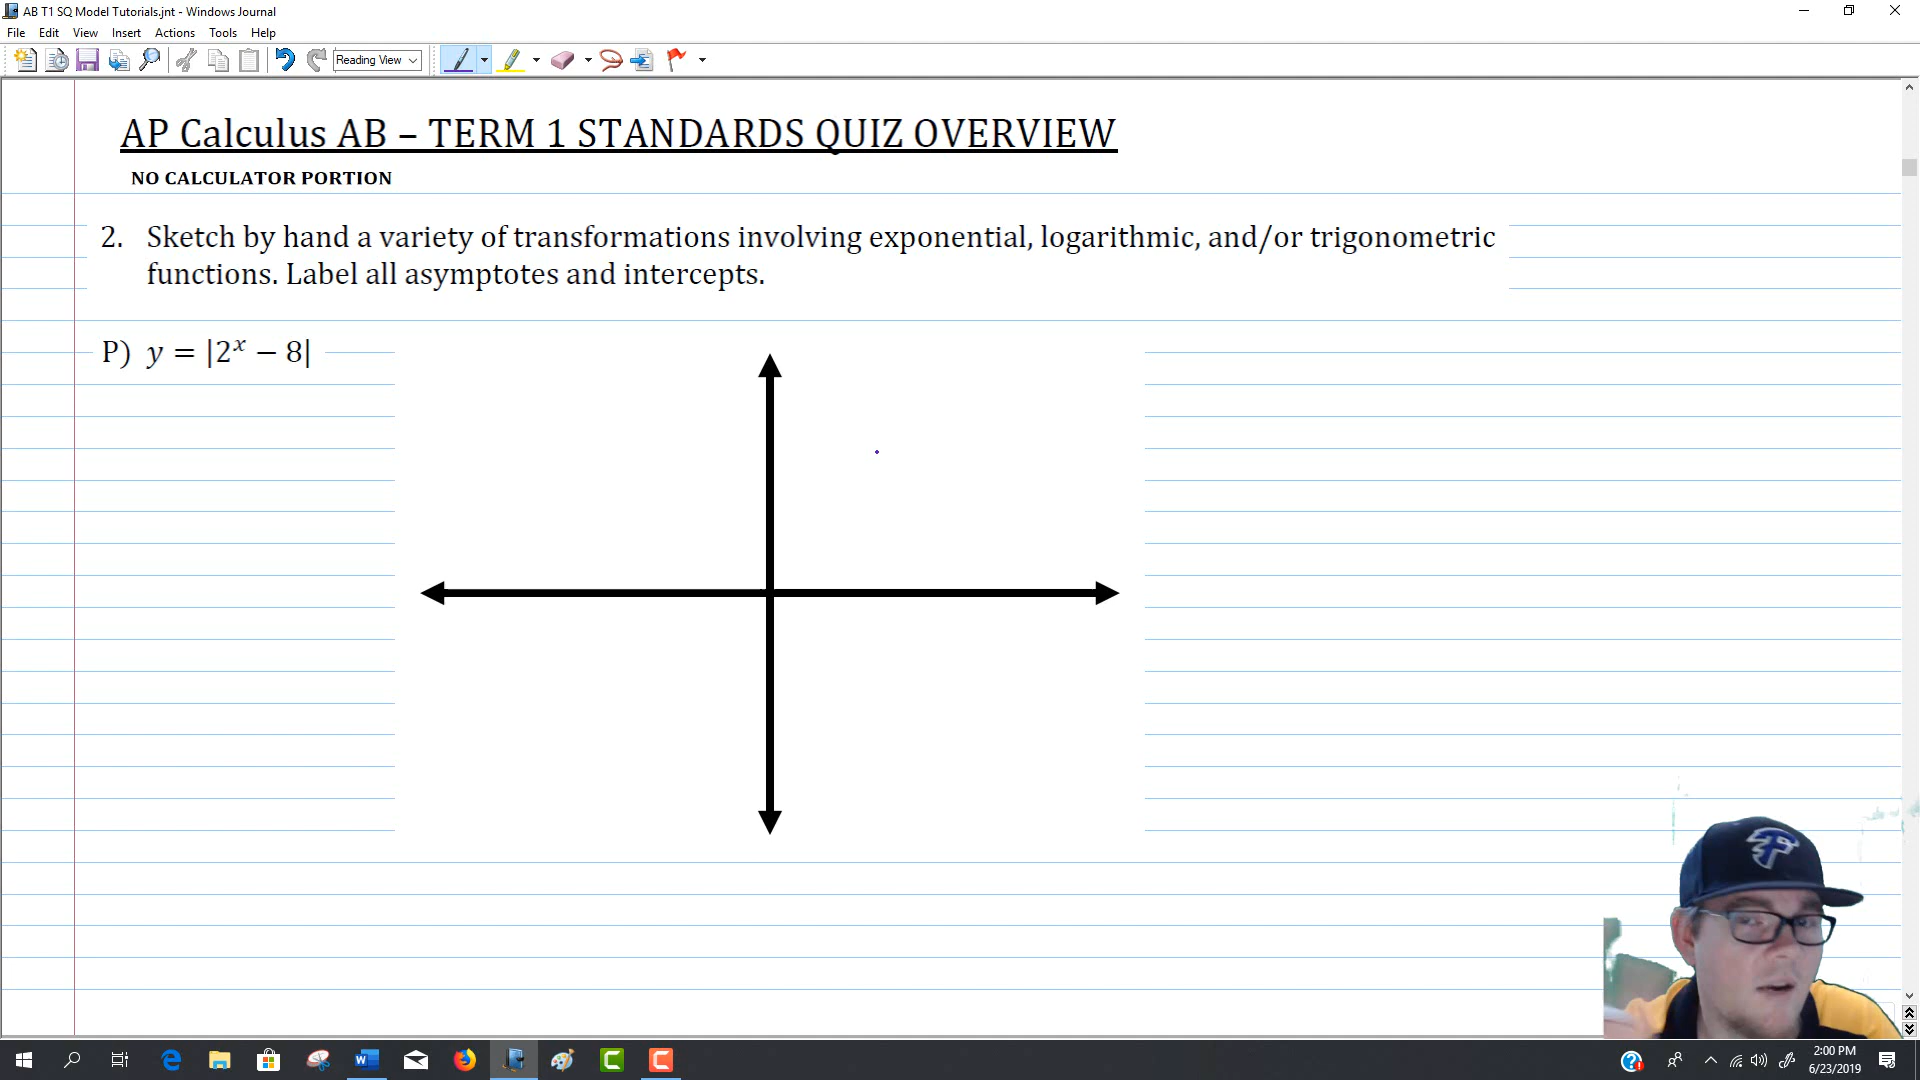 AB T1 SQ Model Tutorials.jnt - Windows Journal
File Edit View Insert Actions Tools Help
Reading View
AP Calculus AB – TERM 1 STANDARDS QUIZ OVERVIEW
NO CALCULATOR PORTION
2. Sketch by hand a variety of transformations involving exponential, logarithmic, and/or trigonometric
functions. Label all asymptotes and intercepts.
P) y = |2ˣ − 8|
2:00 PM
6/23/2019